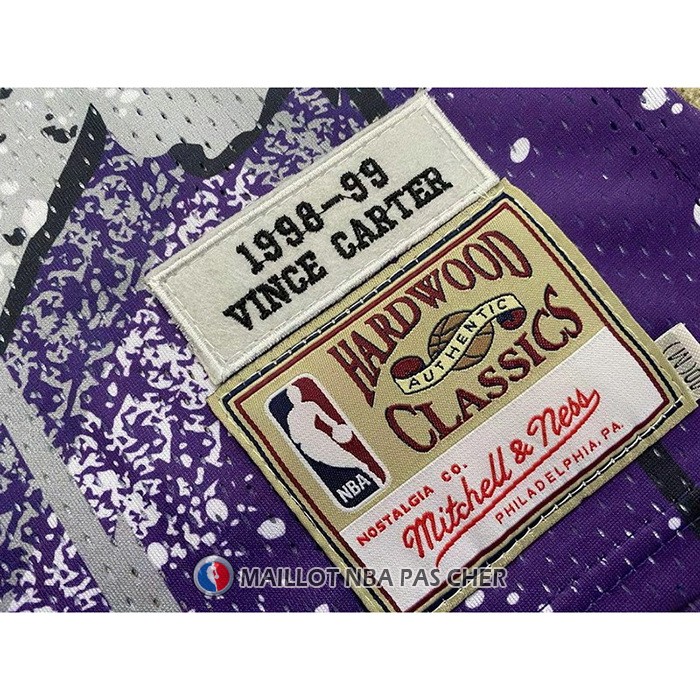 1998-99
VINCE CARTER
HARDWOOD
AUTHENTIC
CLASSICS
NBA
NOSTALGIA CO.
Mitchell & Ness
PHILADELPHIA, PA.
MAILLOT NBA PAS CHER